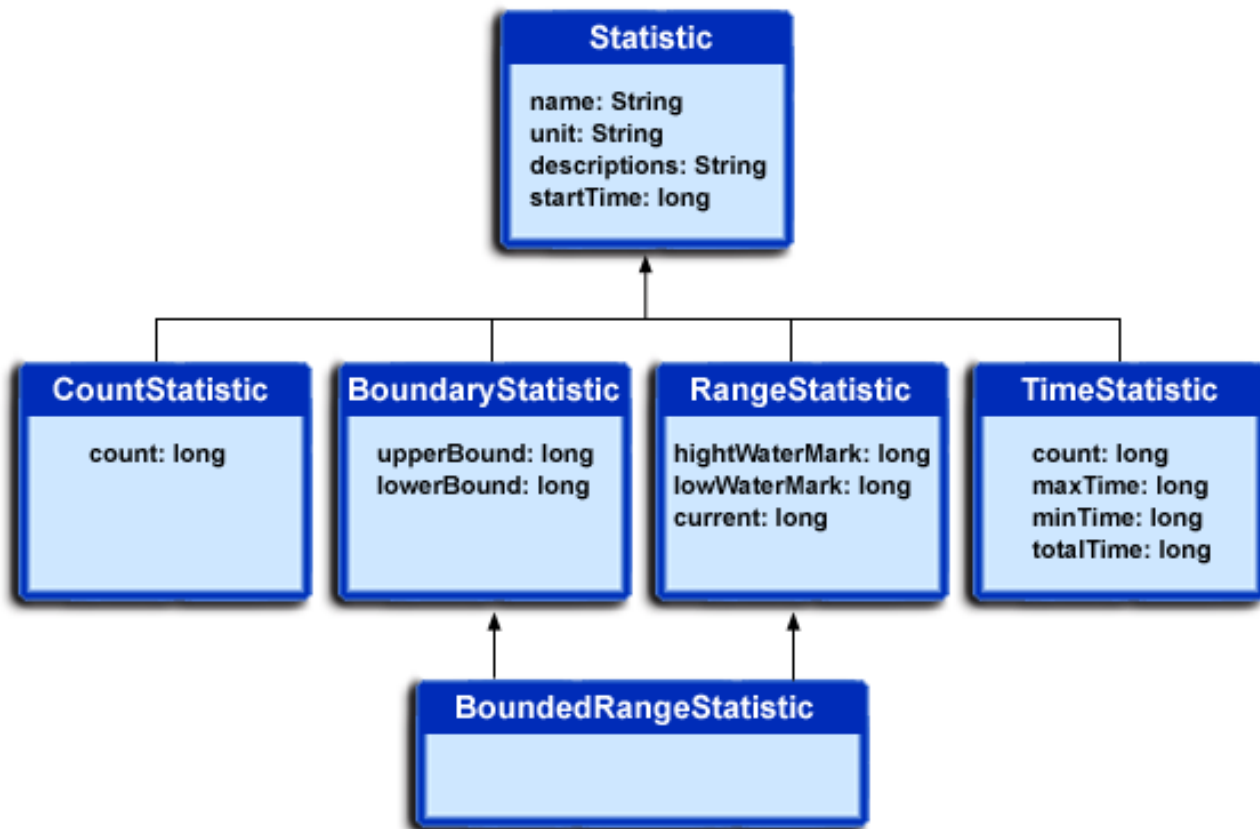 Statistic
name: String
unit: String
descriptions: String
startTime: long
CountStatistic
count: long
BoundaryStatistic
upperBound: long
lowerBound: long
RangeStatistic
hightWaterMark: long
lowWaterMark: long
current: long
TimeStatistic
count: long
maxTime: long
minTime: long
totalTime: long
BoundedRangeStatistic